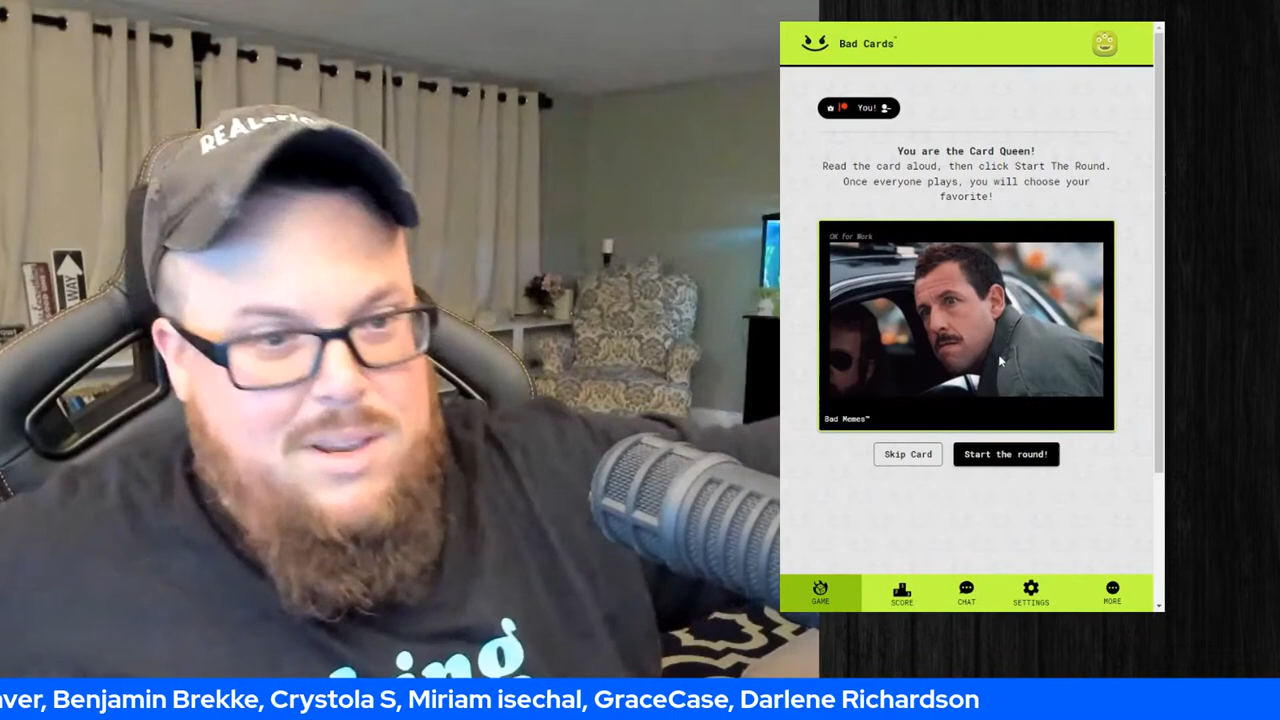 REAL
WAY
Bad Cards™
You!
You are the Card Queen!
Read the card aloud, then click Start The Round.
Once everyone plays, you will choose your
favorite!
OK for Work
Bad Memes™
Skip Card
Start the round!
GAME
SCORE
CHAT
SETTINGS
MORE
aver, Benjamin Brekke, Crystola S, Miriam isechal, GraceCase, Darlene Richardson